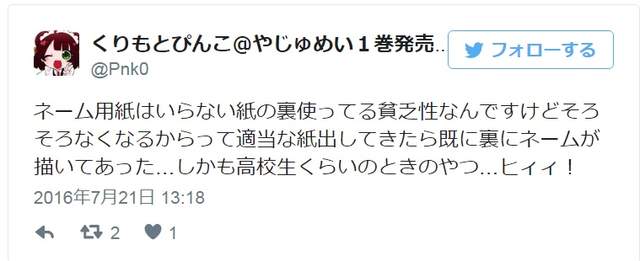 くりもとぴんこ@やじゅめい１巻発売...
フォローする
@Pnk0
ネーム用紙はいらない紙の裏使ってる貧乏性なんですけどそろ
そろなくなるからって適当な紙出してきたら既に裏にネームが
描いてあった...しかも高校生くらいのときのやつ...ヒィィ！
2016年7月21日 13:18
2 1